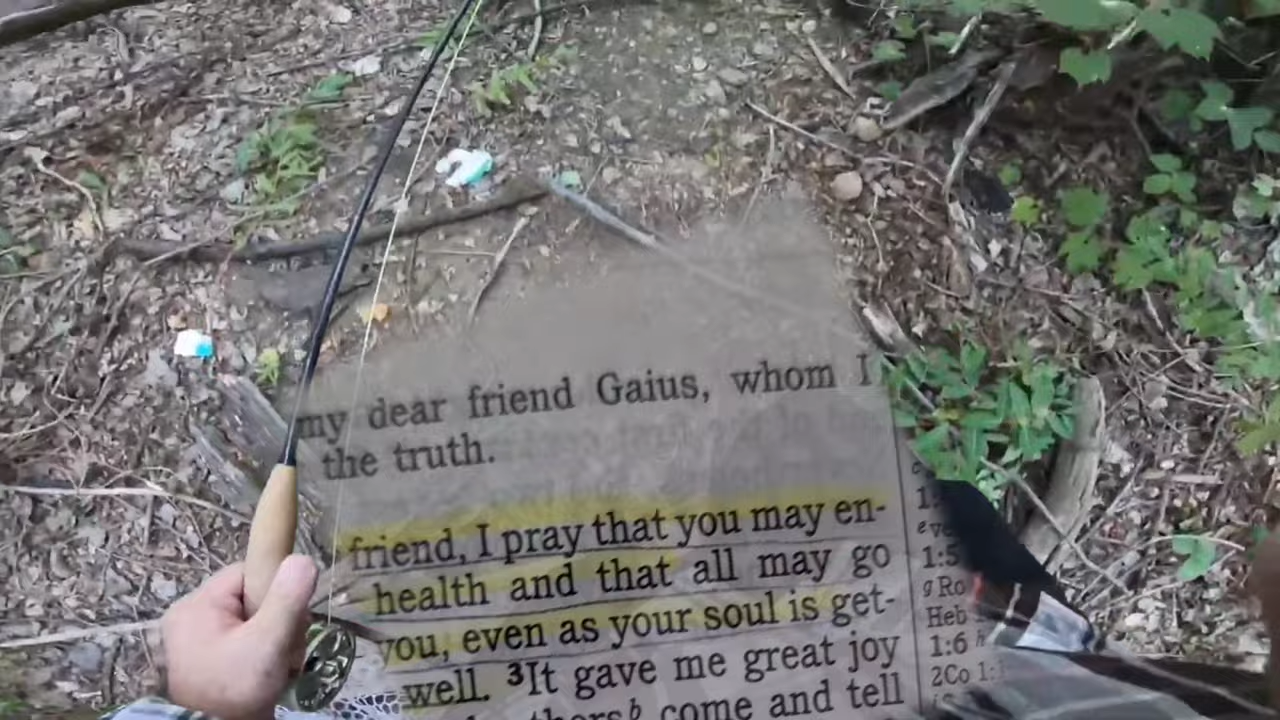 my dear friend Gaius, whom I
the truth.
friend, I pray that you may en-
health and that all may go
you, even as your soul is get-
well. ³It gave me great joy
b come and tell
1:5
g Ro
Heb
1:6 h
2Co 1: